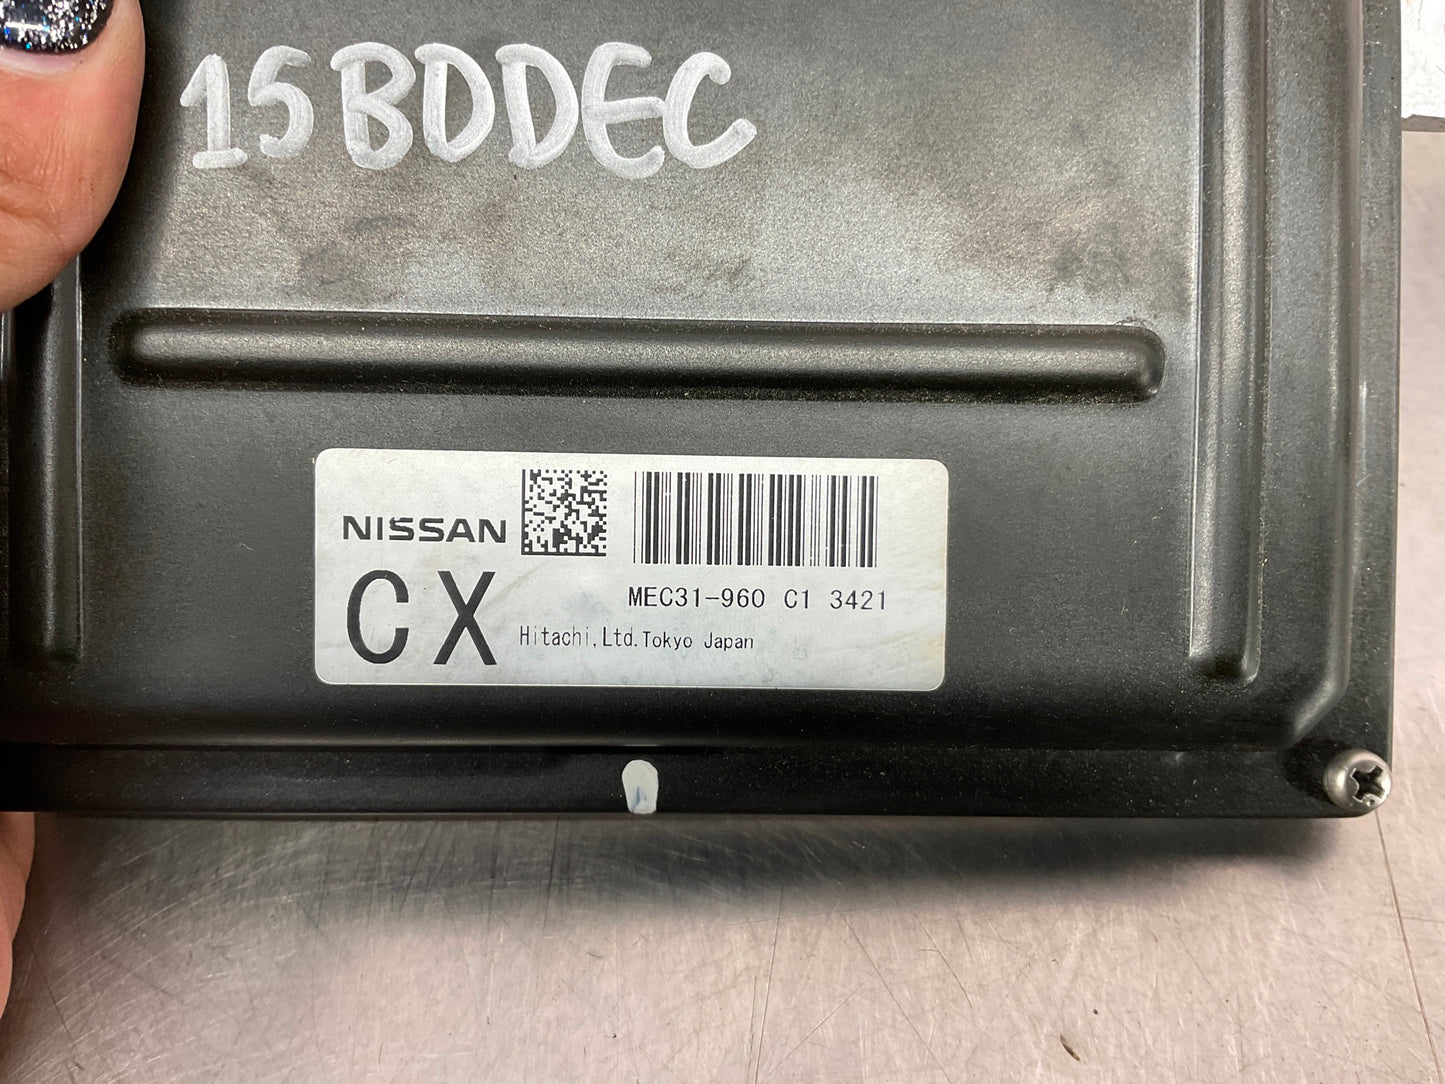 15BDDEC
NISSAN
CX
MEC31-960 C1 3421
Hitachi,Ltd.Tokyo Japan